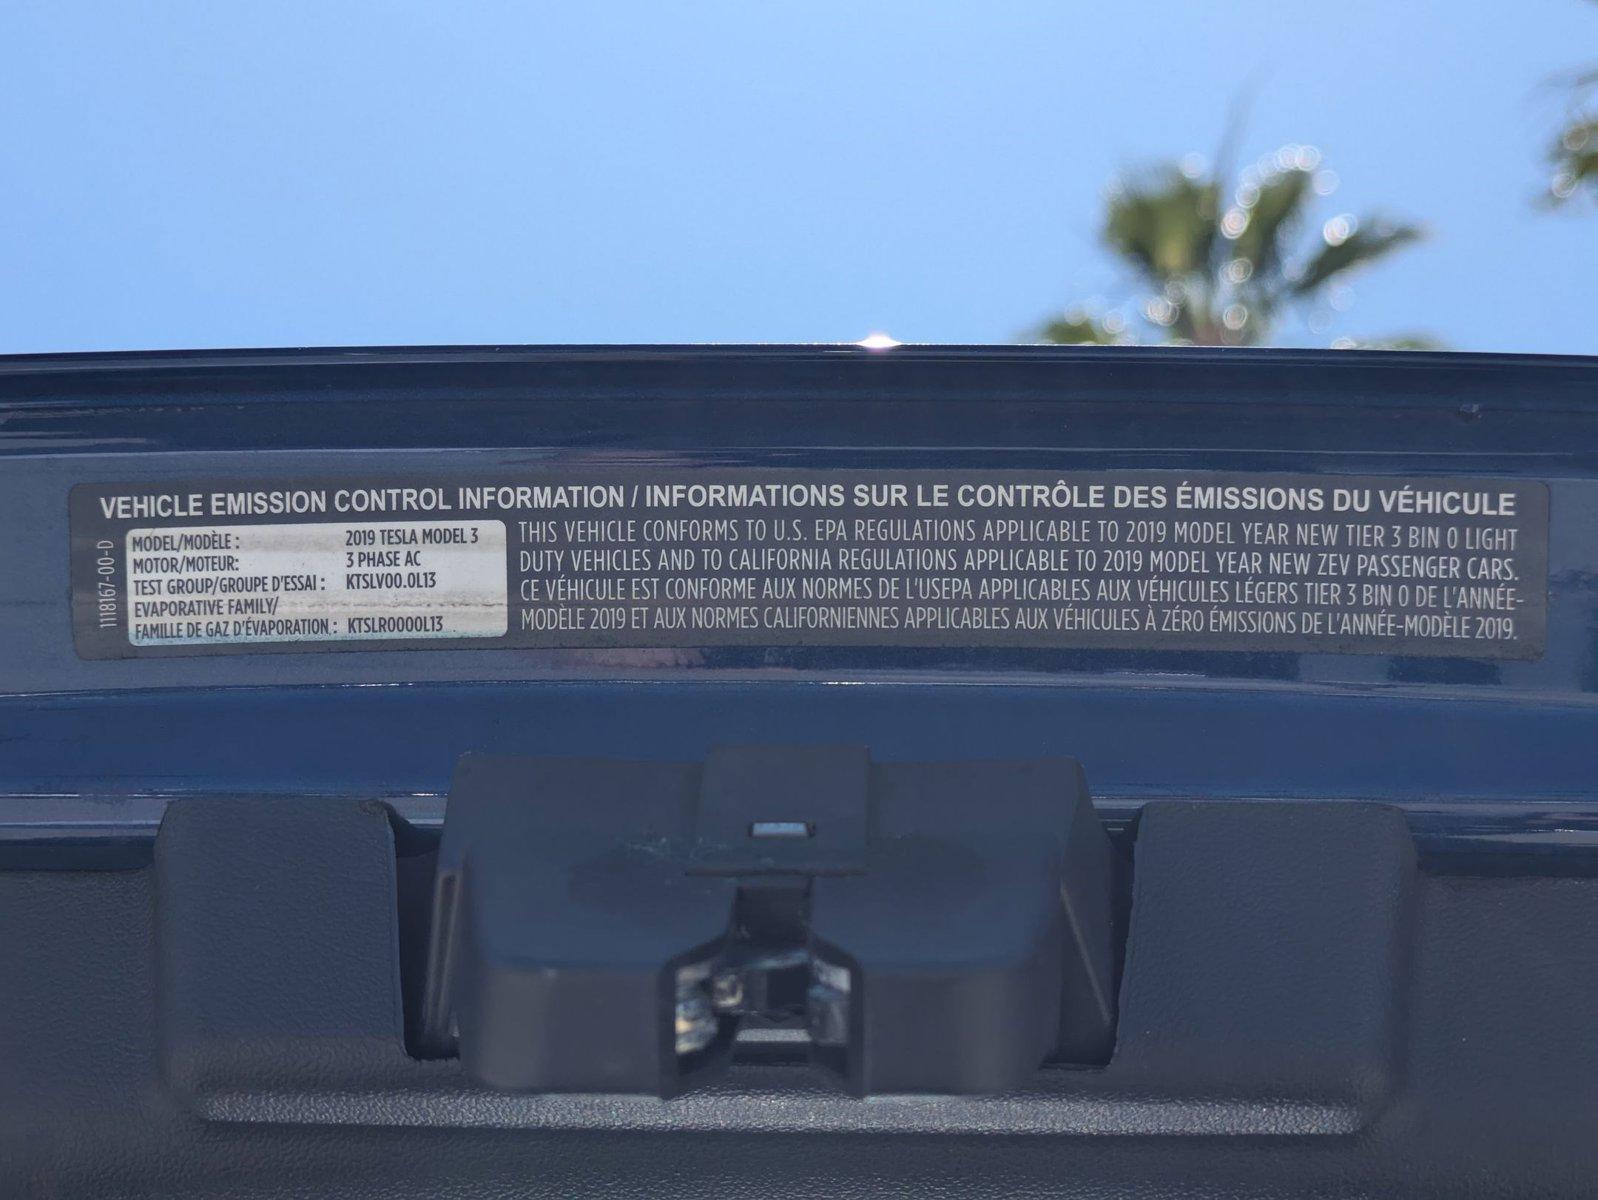 VEHICLE EMISSION CONTROL INFORMATION / INFORMATIONS SUR LE CONTRÔLE DES ÉMISSIONS DU VÉHICULE
1118167-00-D
MODEL/MODÈLE : 2019 TESLA MODEL 3
MOTOR/MOTEUR: 3 PHASE AC
TEST GROUP/GROUPE D'ESSAI : KTSLV00.0L13
EVAPORATIVE FAMILY/
FAMILLE DE GAZ D'ÉVAPORATION : KTSLR0000L13
THIS VEHICLE CONFORMS TO U.S. EPA REGULATIONS APPLICABLE TO 2019 MODEL YEAR NEW TIER 3 BIN 0 LIGHT
DUTY VEHICLES AND TO CALIFORNIA REGULATIONS APPLICABLE TO 2019 MODEL YEAR NEW ZEV PASSENGER CARS.
CE VÉHICULE EST CONFORME AUX NORMES DE L'USEPA APPLICABLES AUX VÉHICULES LÉGERS TIER 3 BIN 0 DE L'ANNÉE-
MODÈLE 2019 ET AUX NORMES CALIFORNIENNES APPLICABLES AUX VÉHICULES À ZÉRO ÉMISSIONS DE L'ANNÉE-MODÈLE 2019.